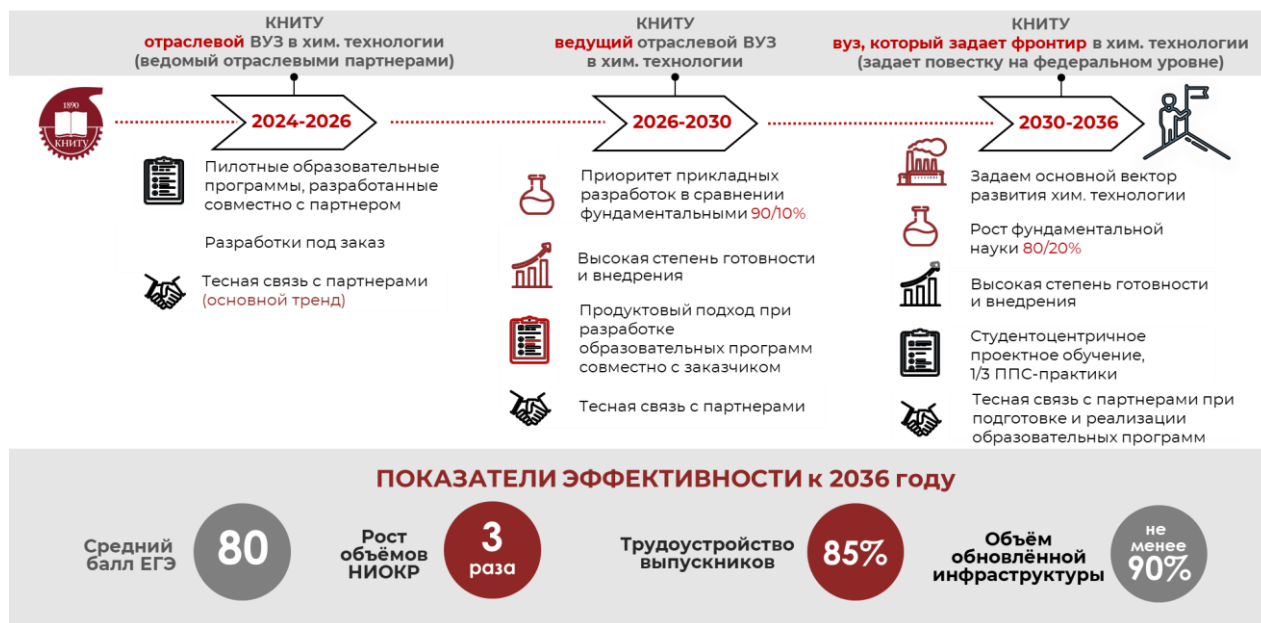 КНИТУ
отраслевой ВУЗ в хим. технологии
(ведомый отраслевыми партнерами)
КНИТУ
ведущий отраслевой ВУЗ
в хим. технологии
КНИТУ
вуз, который задает фронтир в хим. технологии
(задает повестку на федеральном уровне)
1890
КНИТУ
2024-2026
2026-2030
2030-2036
Пилотные образовательные
программы, разработанные
совместно с партнером
Разработки под заказ
Тесная связь с партнерами
(основной тренд)
Приоритет прикладных
разработок в сравнении
фундаментальными 90/10%
Высокая степень готовности
и внедрения
Продуктовый подход при
разработке
образовательных программ
совместно с заказчиком
Тесная связь с партнерами
Задаем основной вектор
развития хим. технологии
Рост фундаментальной
науки 80/20%
Высокая степень готовности
и внедрения
Студентоцентричное
проектное обучение,
1/3 ППС-практики
Тесная связь с партнерами при
подготовке и реализации
образовательных программ
ПОКАЗАТЕЛИ ЭФФЕКТИВНОСТИ к 2036 году
Средний
балл ЕГЭ
80
Рост
объёмов
НИОКР
3
раза
Трудоустройство
выпускников
85%
Объём
обновлённой
инфраструктуры
не
менее
90%